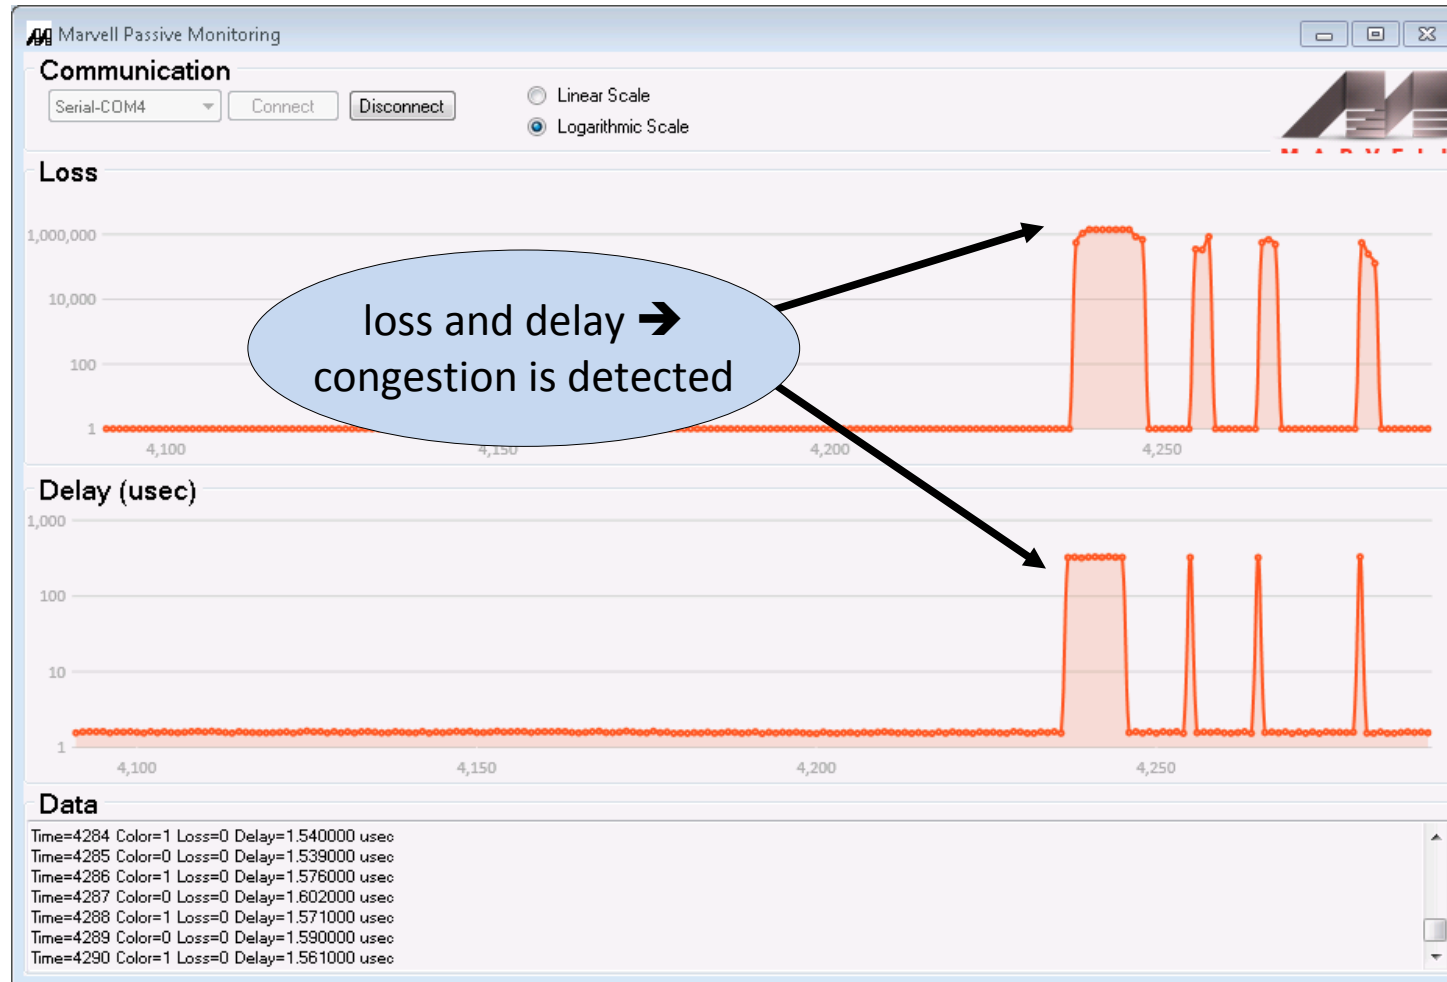 Marvell Passive Monitoring
Communication
Serial-COM4 Connect Disconnect
Linear Scale
Logarithmic Scale
MARVELL
Loss
1,000,000
10,000
100
1
4,100 4,150 4,200 4,250
loss and delay ➔
congestion is detected
Delay (usec)
1,000
100
10
1
4,100 4,150 4,200 4,250
Data
Time=4284 Color=1 Loss=0 Delay=1.540000 usec
Time=4285 Color=0 Loss=0 Delay=1.539000 usec
Time=4286 Color=1 Loss=0 Delay=1.576000 usec
Time=4287 Color=0 Loss=0 Delay=1.602000 usec
Time=4288 Color=1 Loss=0 Delay=1.571000 usec
Time=4289 Color=0 Loss=0 Delay=1.590000 usec
Time=4290 Color=1 Loss=0 Delay=1.561000 usec